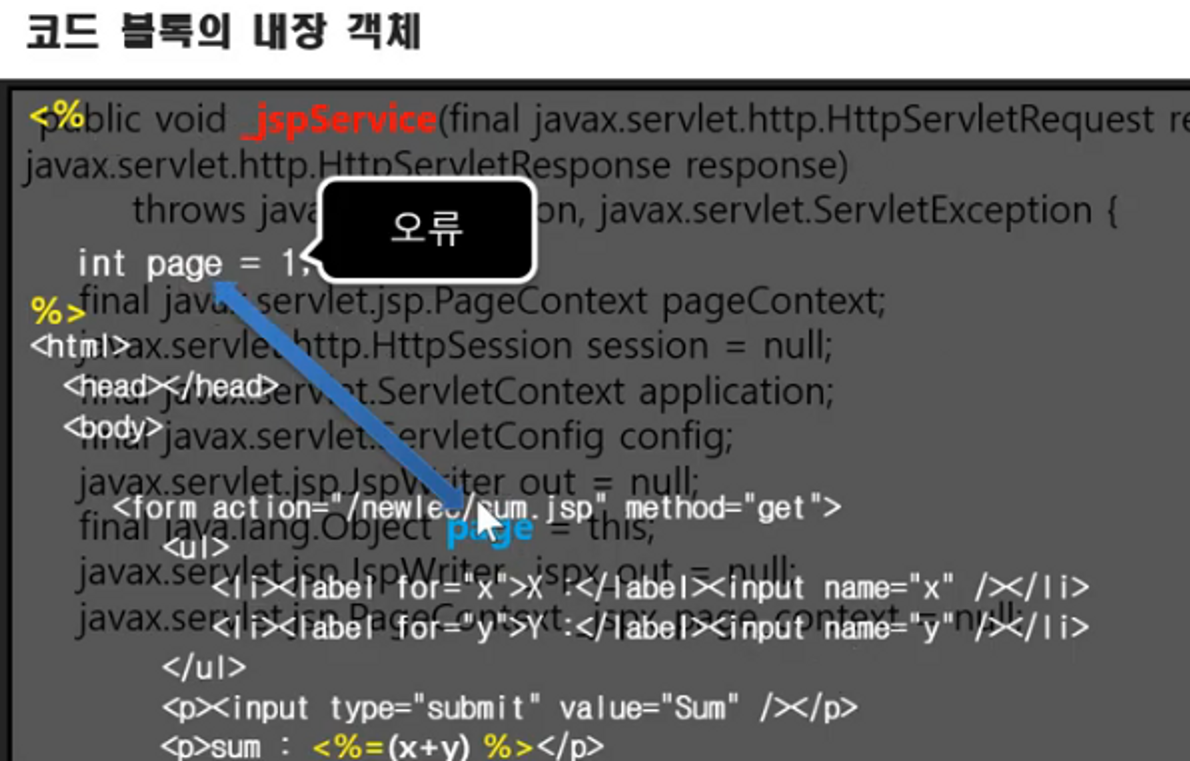 코드 블록의 내장 객체
<%
public void _jspService(final javax.servlet.http.HttpServletRequest
javax.servlet.http.HttpServletResponse response)
throws on, javax.servlet.ServletException {
오류
int page = 1;
%>
final javax.servlet.jsp.PageContext pageContext;
<html>
javax.servlet.http.HttpSession session = null;
<head></head>
final javax.servlet.ServletContext application;
<body>
final javax.servlet.ServletConfig config;
javax.servlet.jsp.JspWriter out = null;
<form action="/newlec/sum.jsp" method="get">
final java.lang.Object page = this;
<ul>
javax.servlet.jsp.JspWriter _jspx_out = null;
<li><label for="x">X :</label><input name="x" /></li>
javax.servlet.jsp.PageContext _jspx_page_context = null;
<li><label for="y">Y :</label><input name="y" /></li>
</ul>
<p><input type="submit" value="Sum" /></p>
<p>sum : <%=(x+y) %></p>